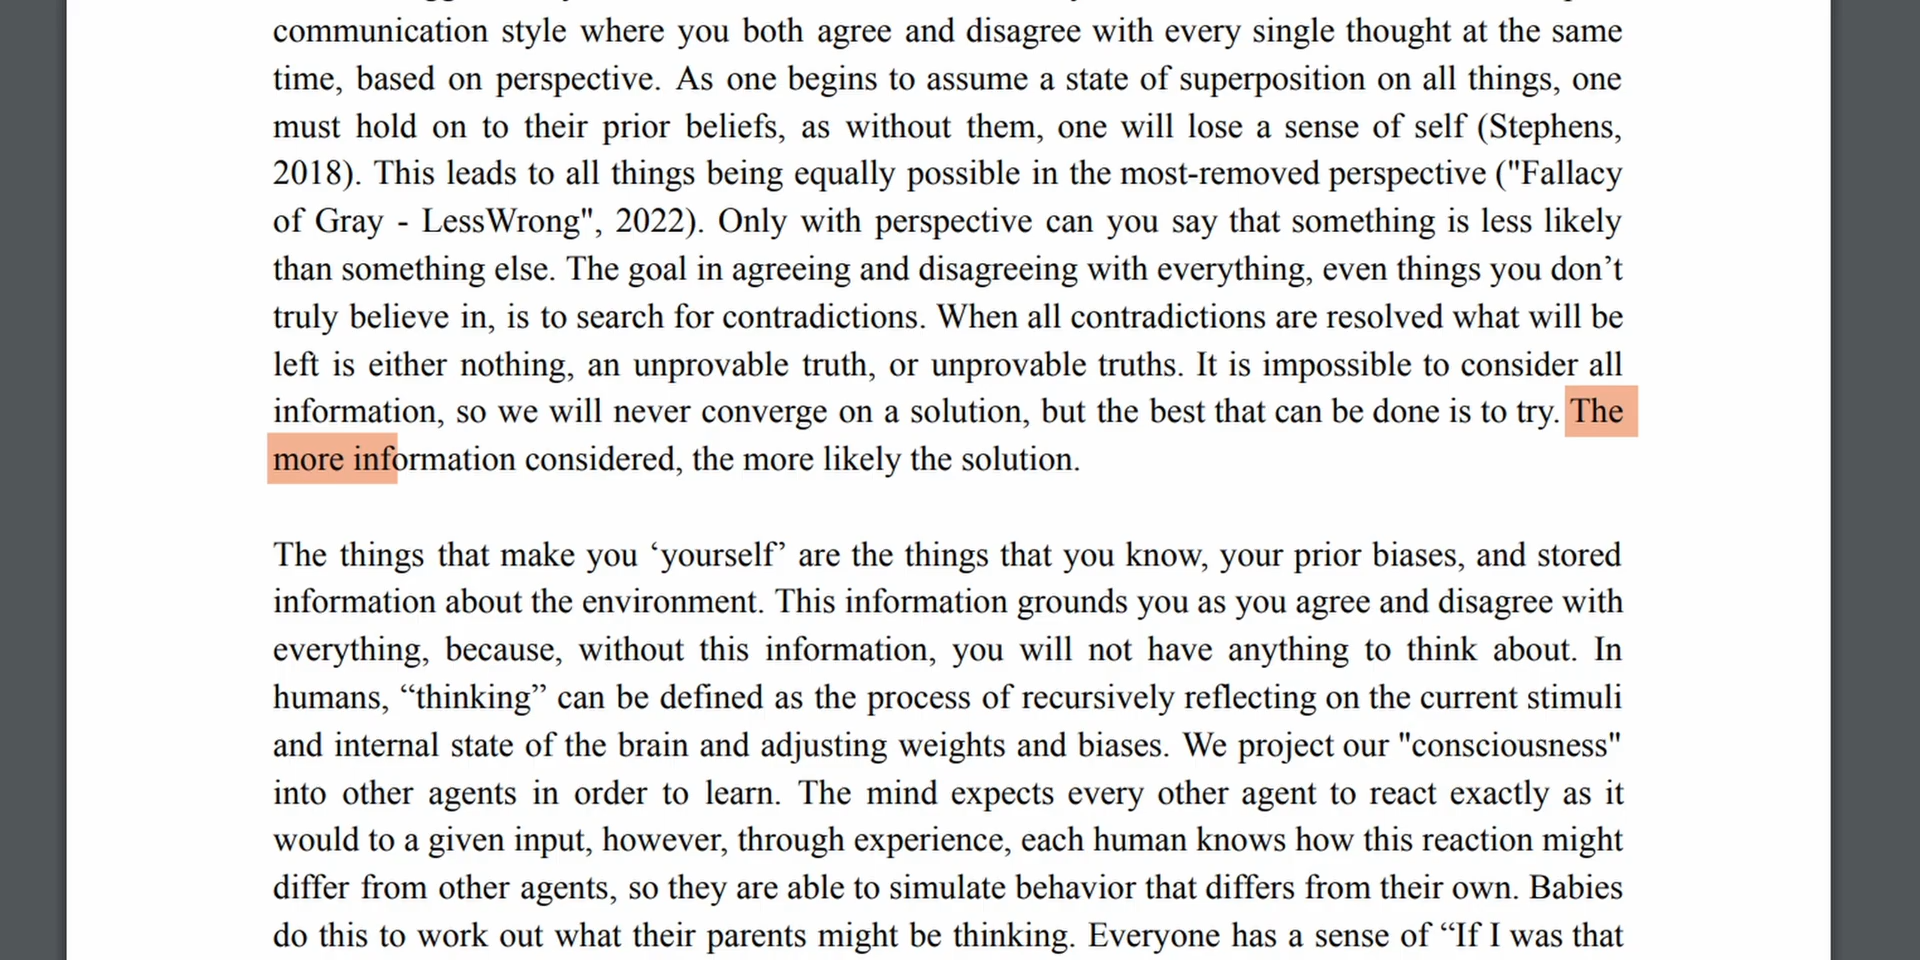 communication style where you both agree and disagree with every single thought at the same
time, based on perspective. As one begins to assume a state of superposition on all things, one
must hold on to their prior beliefs, as without them, one will lose a sense of self (Stephens,
2018). This leads to all things being equally possible in the most-removed perspective ("Fallacy
of Gray - LessWrong", 2022). Only with perspective can you say that something is less likely
than something else. The goal in agreeing and disagreeing with everything, even things you don’t
truly believe in, is to search for contradictions. When all contradictions are resolved what will be
left is either nothing, an unprovable truth, or unprovable truths. It is impossible to consider all
information, so we will never converge on a solution, but the best that can be done is to try. The
more information considered, the more likely the solution.
The things that make you ‘yourself’ are the things that you know, your prior biases, and stored
information about the environment. This information grounds you as you agree and disagree with
everything, because, without this information, you will not have anything to think about. In
humans, “thinking” can be defined as the process of recursively reflecting on the current stimuli
and internal state of the brain and adjusting weights and biases. We project our "consciousness"
into other agents in order to learn. The mind expects every other agent to react exactly as it
would to a given input, however, through experience, each human knows how this reaction might
differ from other agents, so they are able to simulate behavior that differs from their own. Babies
do this to work out what their parents might be thinking. Everyone has a sense of “If I was that